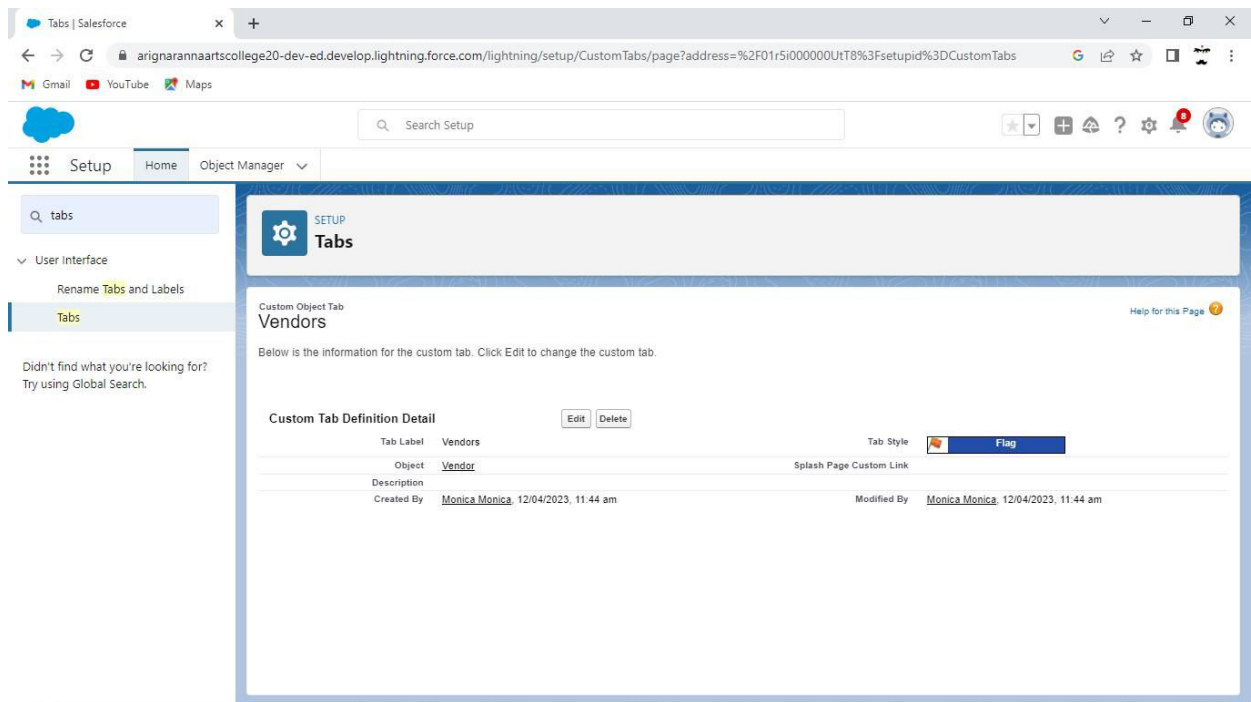 Tabs | Salesforce
arignarannaartscollege20-dev-ed.develop.lightning.force.com/lightning/setup/CustomTabs/page?address=%2F01r5i000000UtT8%3Fsetupid%3DCustomTabs
Gmail YouTube Maps
Search Setup
8
Setup Home Object Manager
tabs
User Interface
Rename Tabs and Labels
Tabs
Didn't find what you're looking for?
Try using Global Search.
SETUP
Tabs
Custom Object Tab
Vendors
Help for this Page
Below is the information for the custom tab. Click Edit to change the custom tab.
Custom Tab Definition Detail Edit Delete
Tab Label Vendors Tab Style Flag
Object Vendor Splash Page Custom Link
Description
Created By Monica Monica, 12/04/2023, 11:44 am Modified By Monica Monica, 12/04/2023, 11:44 am